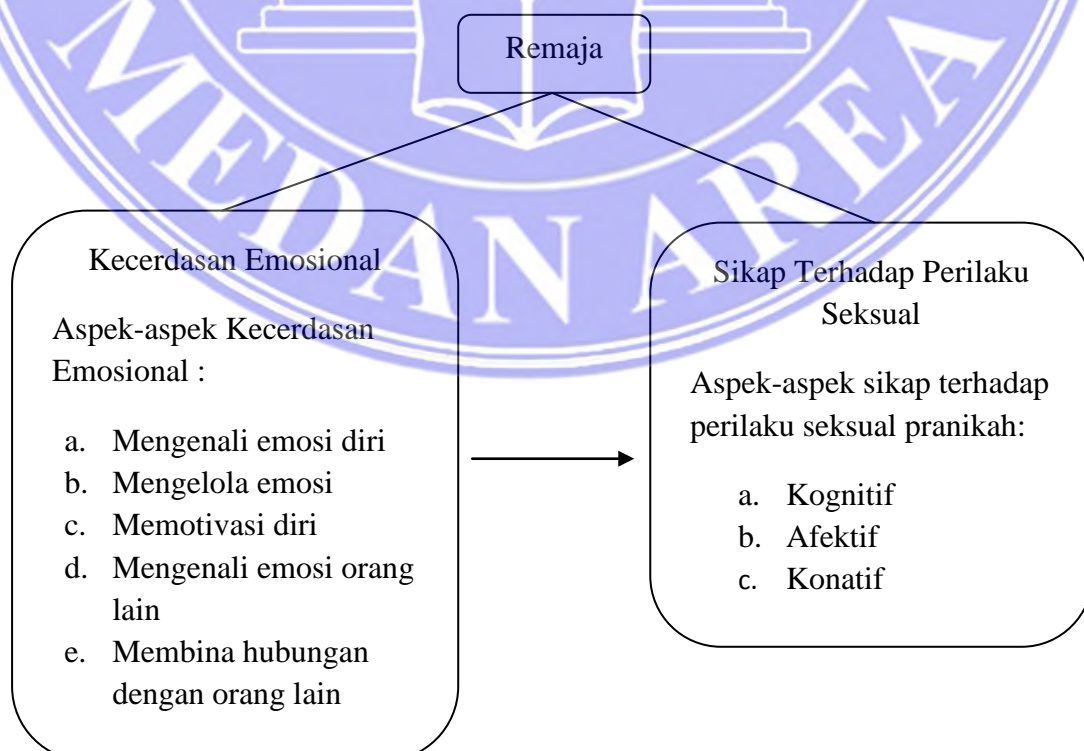 Remaja
MEDAN AREA
Kecerdasan Emosional
Aspek-aspek Kecerdasan
Emosional :
a. Mengenali emosi diri
b. Mengelola emosi
c. Memotivasi diri
d. Mengenali emosi orang
lain
e. Membina hubungan
dengan orang lain
Sikap Terhadap Perilaku
Seksual
Aspek-aspek sikap terhadap
perilaku seksual pranikah:
a. Kognitif
b. Afektif
c. Konatif